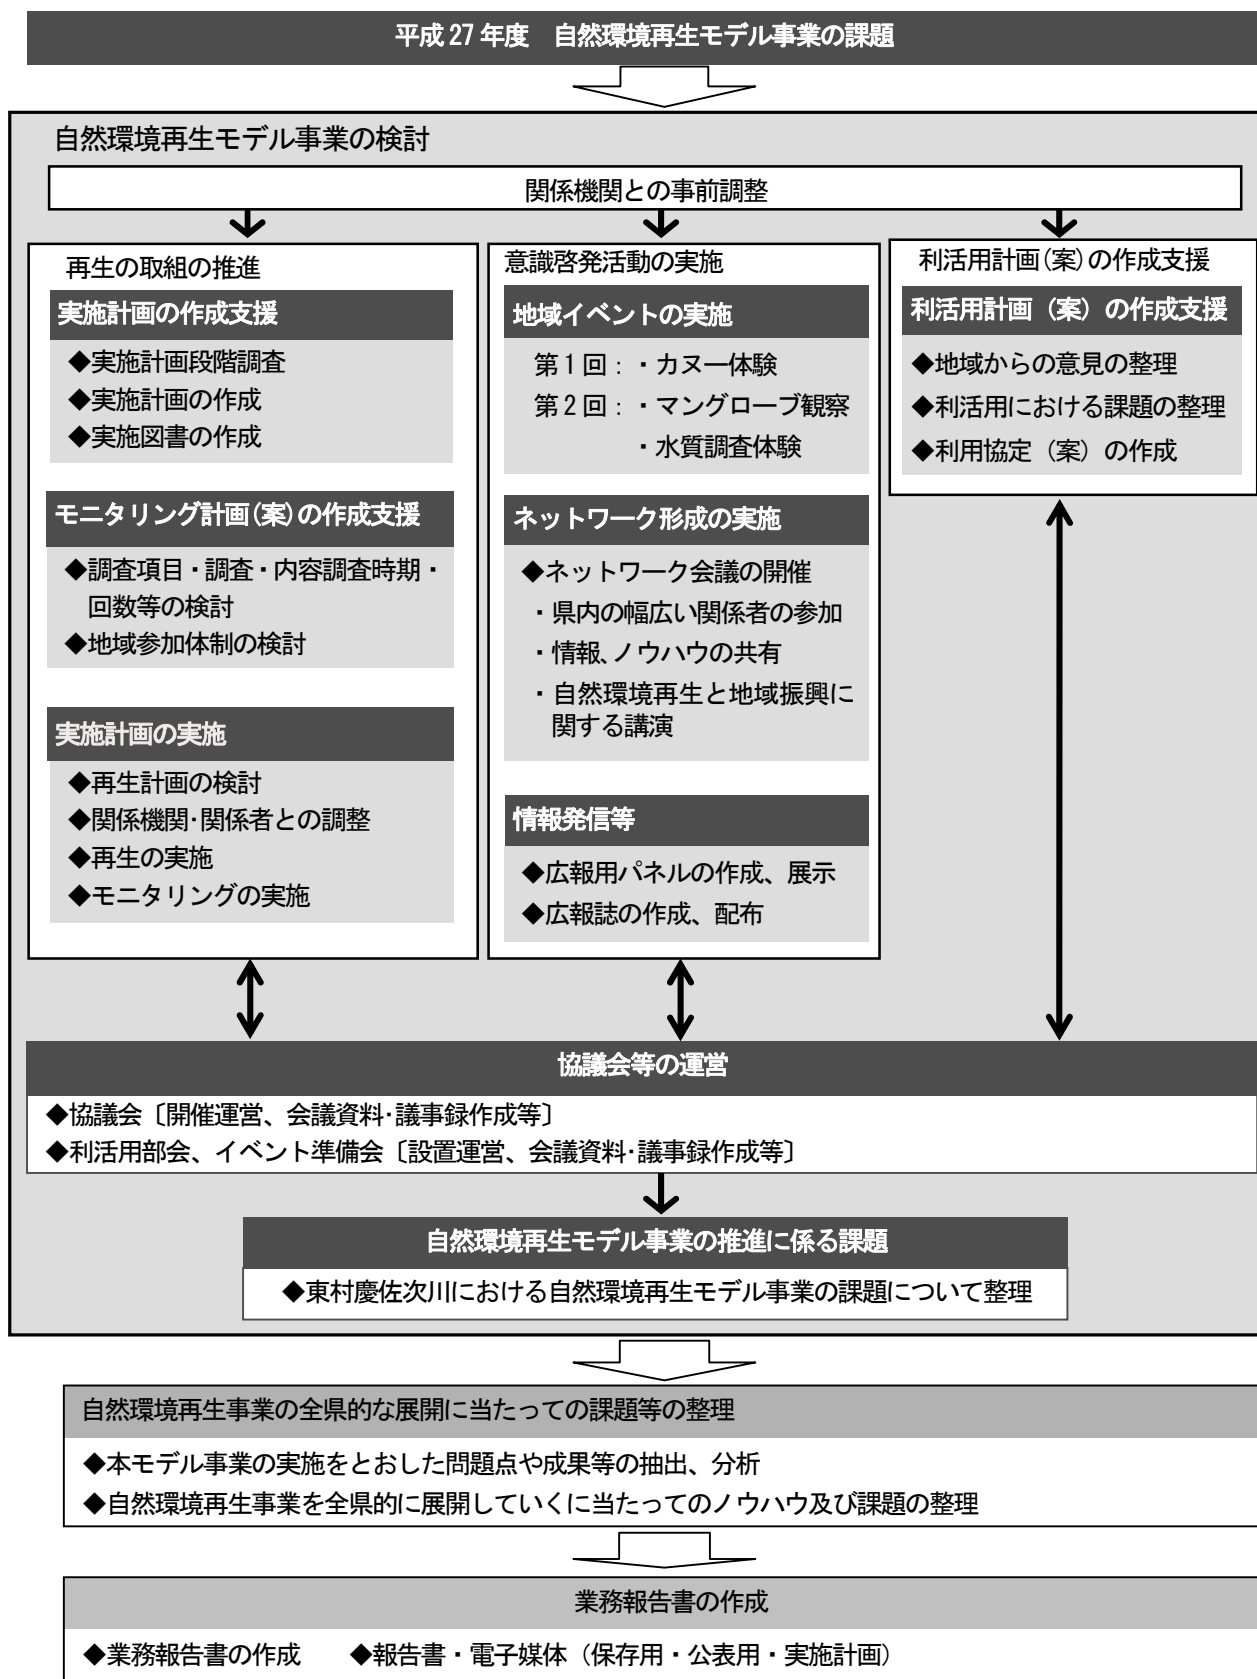 平成27年度　自然環境再生モデル事業の課題
自然環境再生モデル事業の検討
関係機関との事前調整
再生の取組の推進
実施計画の作成支援
◆実施計画段階調査
◆実施計画の作成
◆実施図書の作成
モニタリング計画(案)の作成支援
◆調査項目・調査・内容調査時期・
回数等の検討
◆地域参加体制の検討
実施計画の実施
◆再生計画の検討
◆関係機関・関係者との調整
◆再生の実施
◆モニタリングの実施
意識啓発活動の実施
地域イベントの実施
第1回：・カヌー体験
第2回：・マングローブ観察
・水質調査体験
ネットワーク形成の実施
◆ネットワーク会議の開催
・県内の幅広い関係者の参加
・情報、ノウハウの共有
・自然環境再生と地域振興に
関する講演
情報発信等
◆広報用パネルの作成、展示
◆広報誌の作成、配布
利活用計画(案)の作成支援
利活用計画（案）の作成支援
◆地域からの意見の整理
◆利活用における課題の整理
◆利用協定（案）の作成
協議会等の運営
◆協議会〔開催運営、会議資料・議事録作成等〕
◆利活用部会、イベント準備会〔設置運営、会議資料・議事録作成等〕
自然環境再生モデル事業の推進に係る課題
◆東村慶佐次川における自然環境再生モデル事業の課題について整理
自然環境再生事業の全県的な展開に当たっての課題等の整理
◆本モデル事業の実施をとおした問題点や成果等の抽出、分析
◆自然環境再生事業を全県的に展開していくに当たってのノウハウ及び課題の整理
業務報告書の作成
◆業務報告書の作成　◆報告書・電子媒体（保存用・公表用・実施計画）